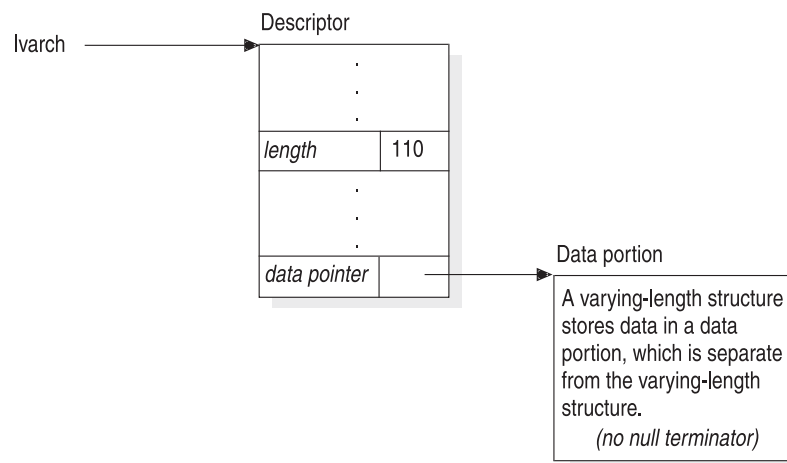 Descriptor
lvarch
.
.
.
length 110
.
.
.
data pointer
Data portion
A varying-length structure
stores data in a data
portion, which is separate
from the varying-length
structure.
(no null terminator)